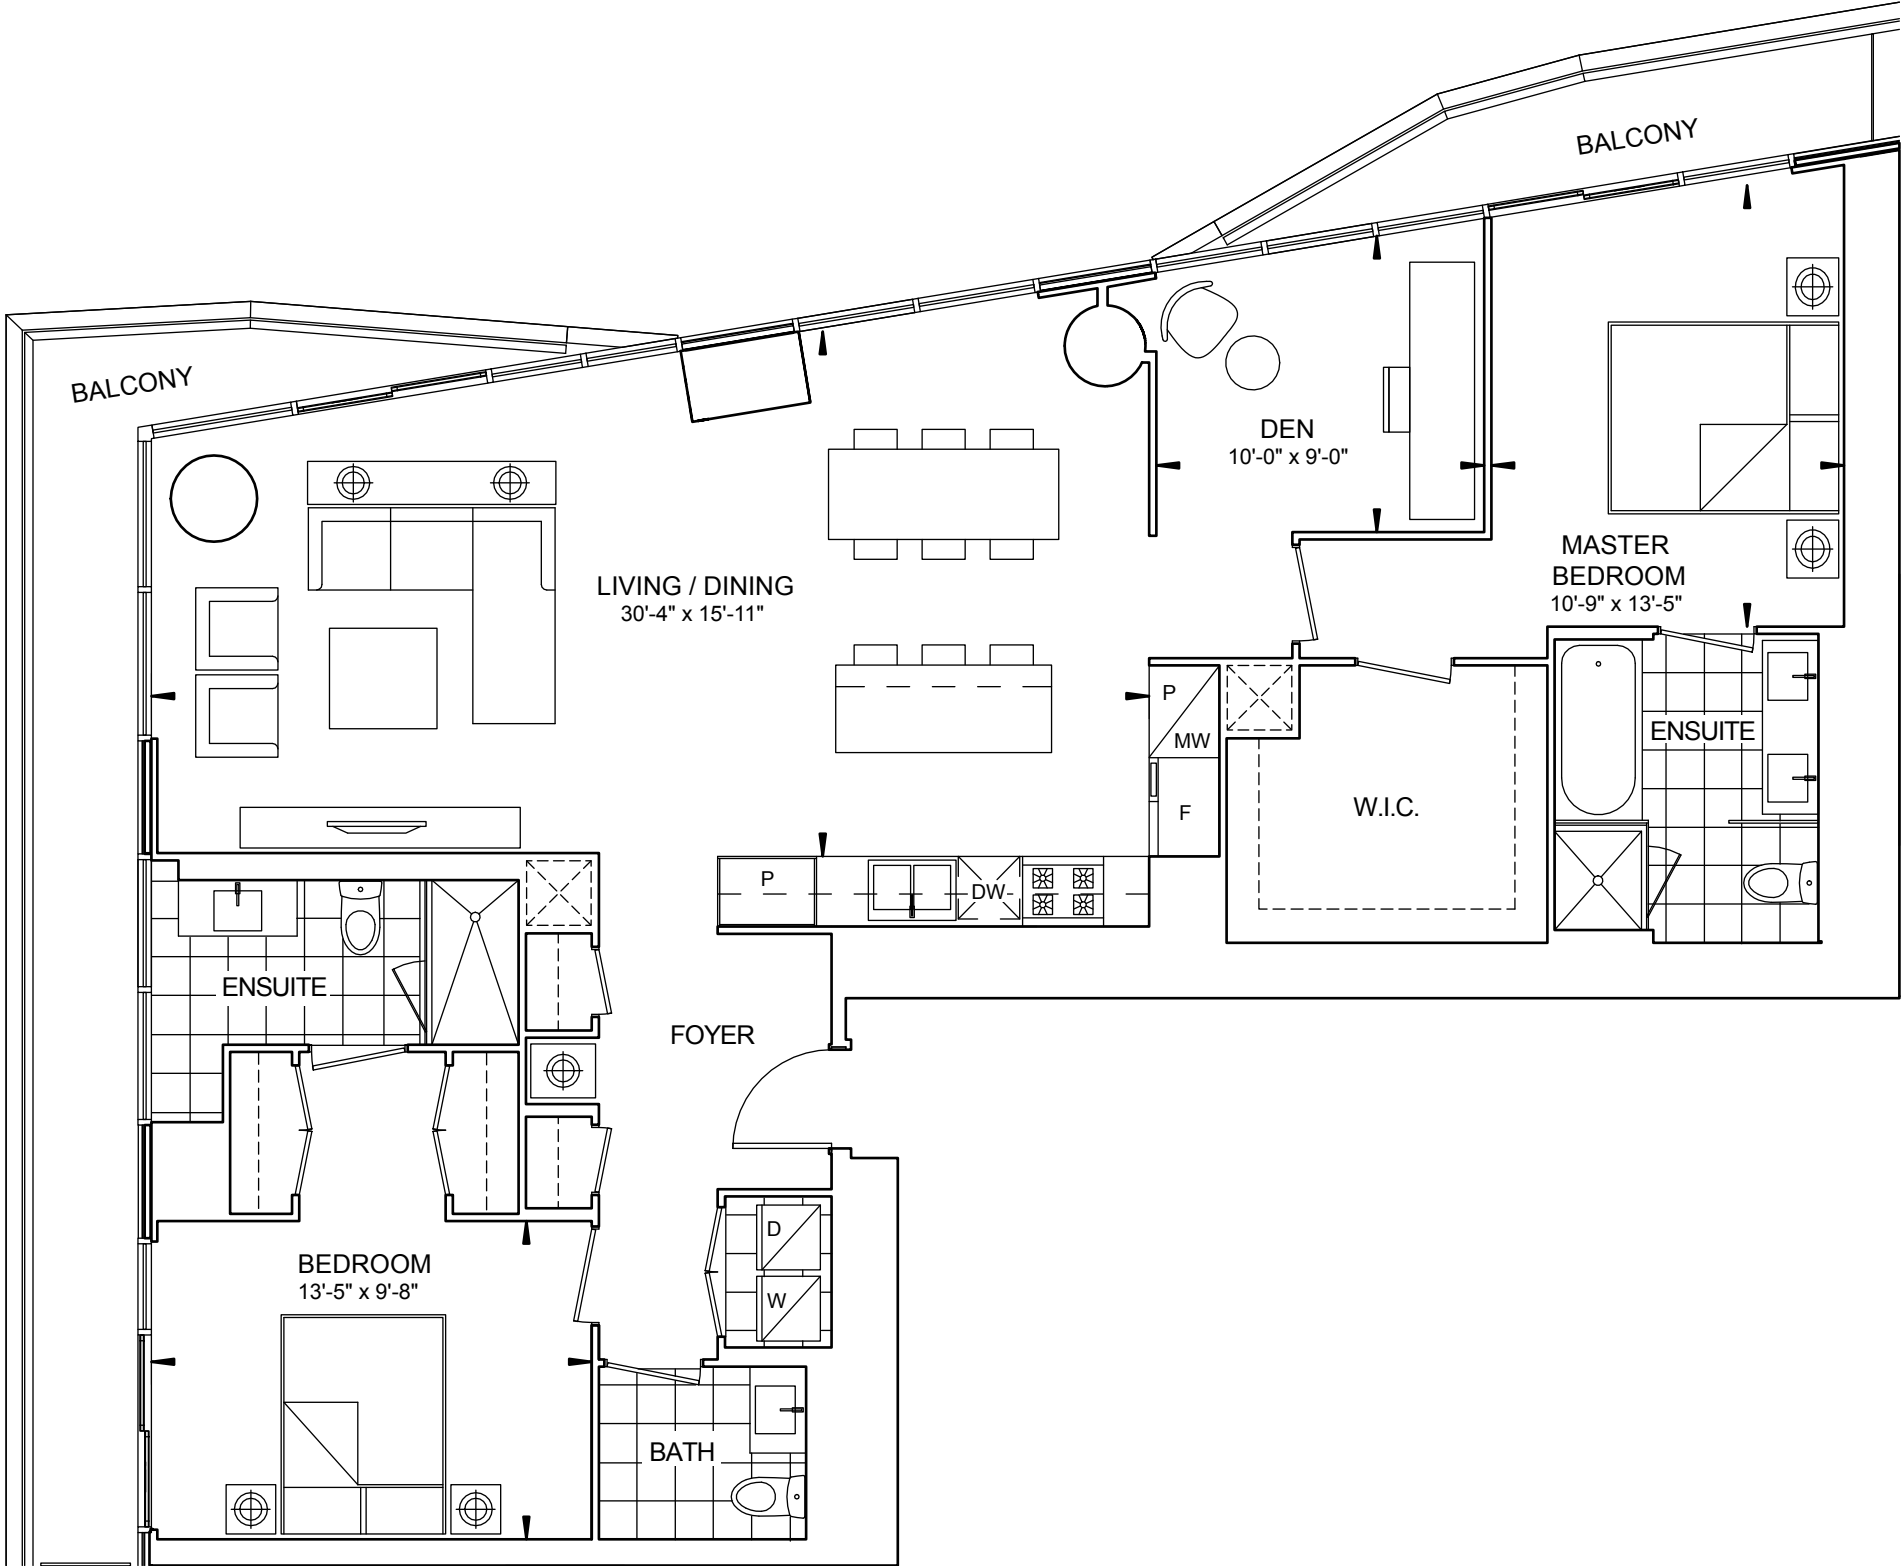 BALCONY
BALCONY
DEN
10'-0" x 9'-0"
MASTER
BEDROOM
10'-9" x 13'-5"
LIVING / DINING
30'-4" x 15'-11"
P
MW
F
ENSUITE
W.I.C.
P
DW
ENSUITE
FOYER
D
W
BEDROOM
13'-5" x 9'-8"
BATH